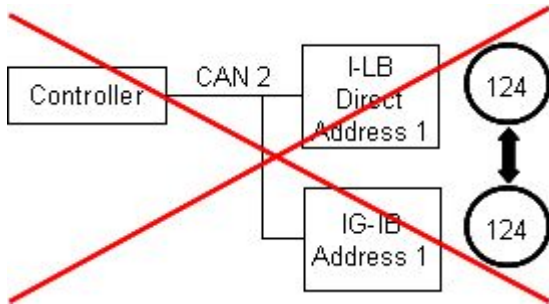 Controller
CAN 2
I-LB
Direct
Address 1
124
IG-IB
Address 1
124